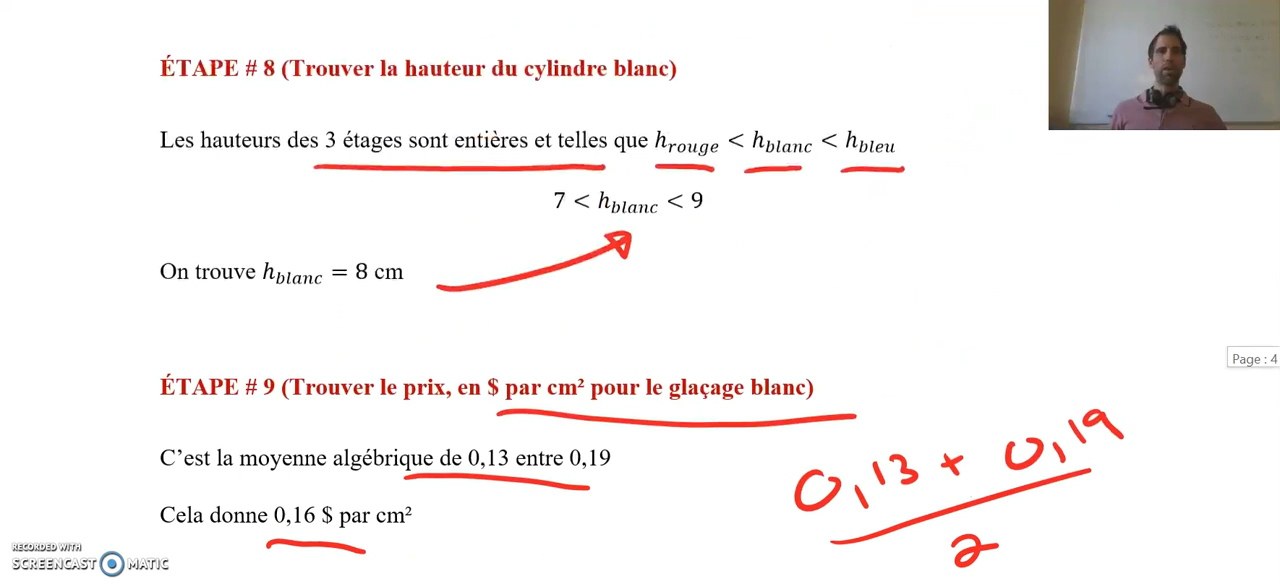 ÉTAPE # 8 (Trouver la hauteur du cylindre blanc)
Les hauteurs des 3 étages sont entières et telles que h_rouge < h_blanc < h_bleu
7 < h_blanc < 9
On trouve h_blanc = 8 cm
Page : 4
ÉTAPE # 9 (Trouver le prix, en $ par cm² pour le glaçage blanc)
C’est la moyenne algébrique de 0,13 entre 0,19
0,13 + 0,19
2
Cela donne 0,16 $ par cm²
RECORDED WITH
SCREENCAST MATIC